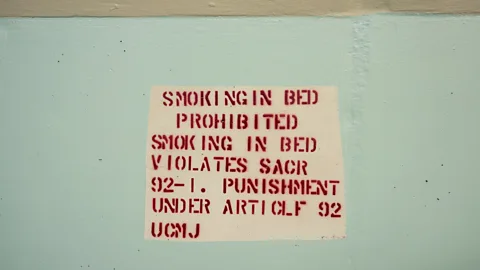 SMOKINGIN BED
PROHIBITED
SMOKING IN BED
VIOLATES SACR
92-1. PUNISHMENT
UNDER ARTICLF 92
UCMJ